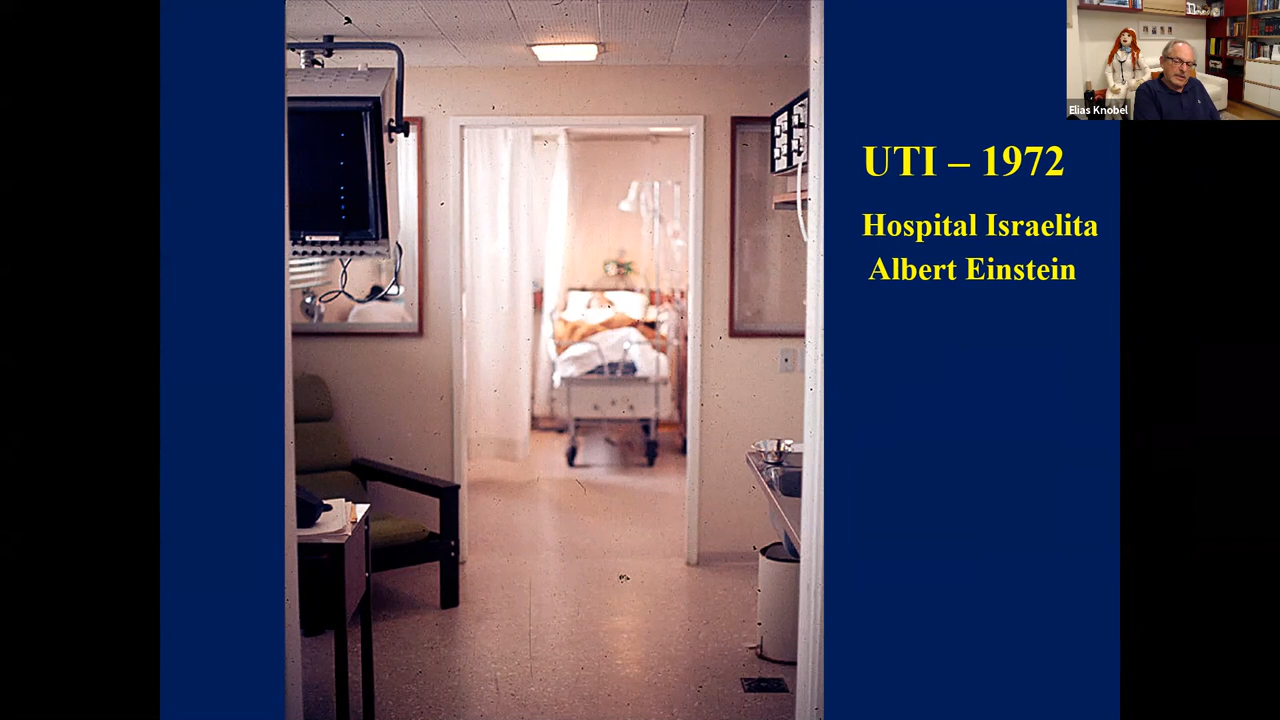 UTI – 1972
Hospital Israelita
Albert Einstein
Elias Knobel